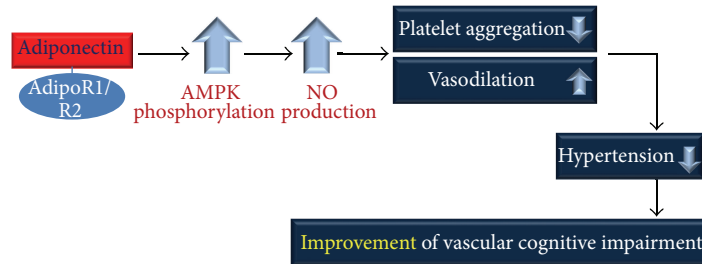 Adiponectin
AdipoR1/
R2
AMPK
phosphorylation
NO
production
Platelet aggregation
Vasodilation
Hypertension
Improvement of vascular cognitive impairment